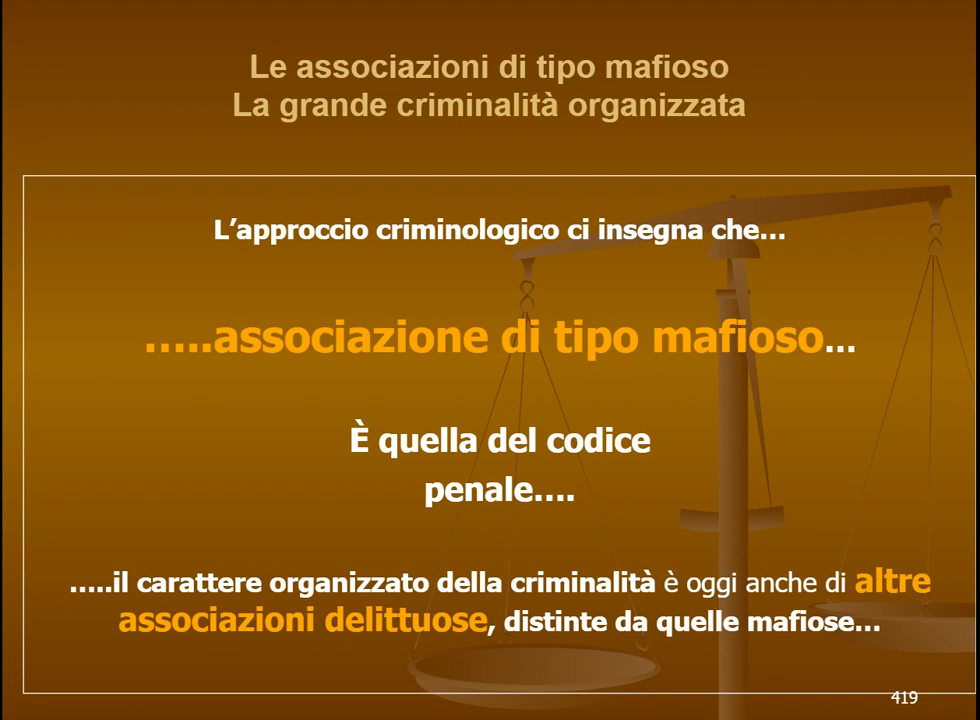 Le associazioni di tipo mafioso
La grande criminalità organizzata
L’approccio criminologico ci insegna che…
…..associazione di tipo mafioso…
È quella del codice
penale….
…..il carattere organizzato della criminalità è oggi anche di altre
associazioni delittuose, distinte da quelle mafiose…
419